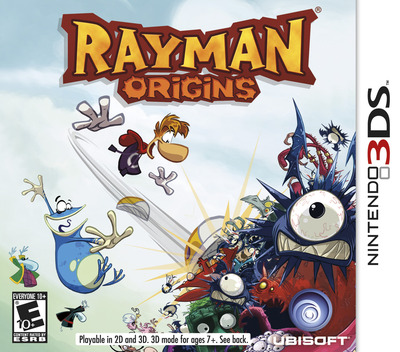 RAYMAN®
ORIGINS
NINTENDO 3DS™
EVERYONE 10+
E
10+
CONTENT RATED BY
ESRB
Playable in 2D and 3D. 3D mode for ages 7+. See back.
UBISOFT